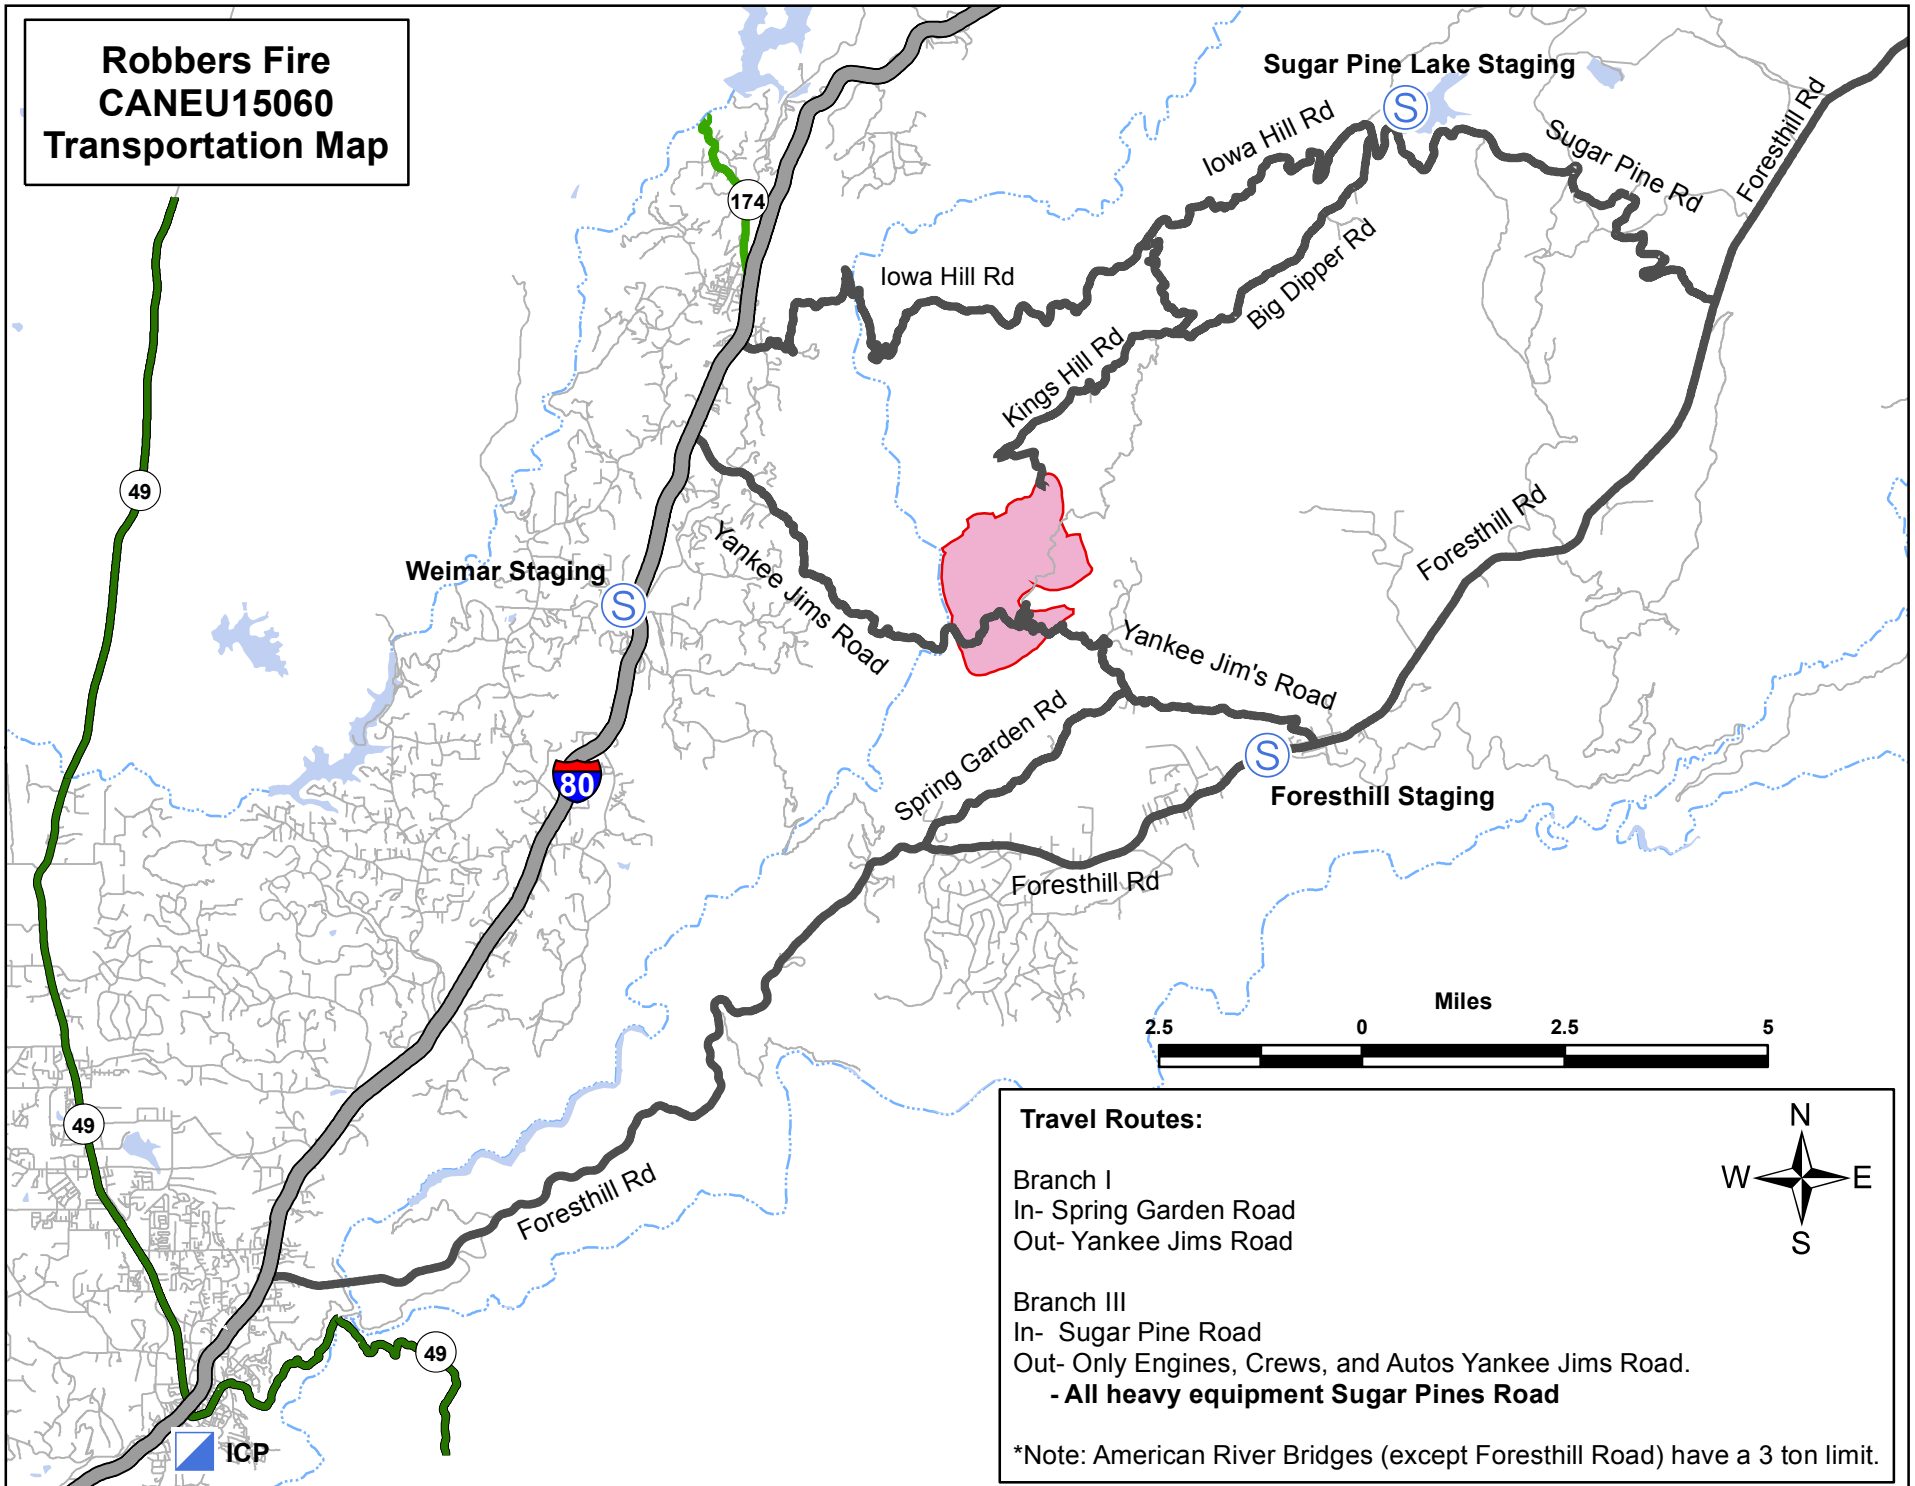 Robbers Fire
CANEU15060
Transportation Map
Sugar Pine Lake Staging
S
Iowa Hill Rd
Sugar Pine Rd
Foresthill Rd
174
Iowa Hill Rd
Big Dipper Rd
Kings Hill Rd
49
Foresthill Rd
Yankee Jims Road
Weimar Staging
S
Yankee Jim's Road
Spring Garden Rd
S
Foresthill Staging
80
Foresthill Rd
Miles
2.5 0 2.5 5
49
Foresthill Rd
49
ICP
Travel Routes:
Branch I
In- Spring Garden Road
Out- Yankee Jims Road
Branch III
In- Sugar Pine Road
Out- Only Engines, Crews, and Autos Yankee Jims Road.
- All heavy equipment Sugar Pines Road
*Note: American River Bridges (except Foresthill Road) have a 3 ton limit.
N
W E
S